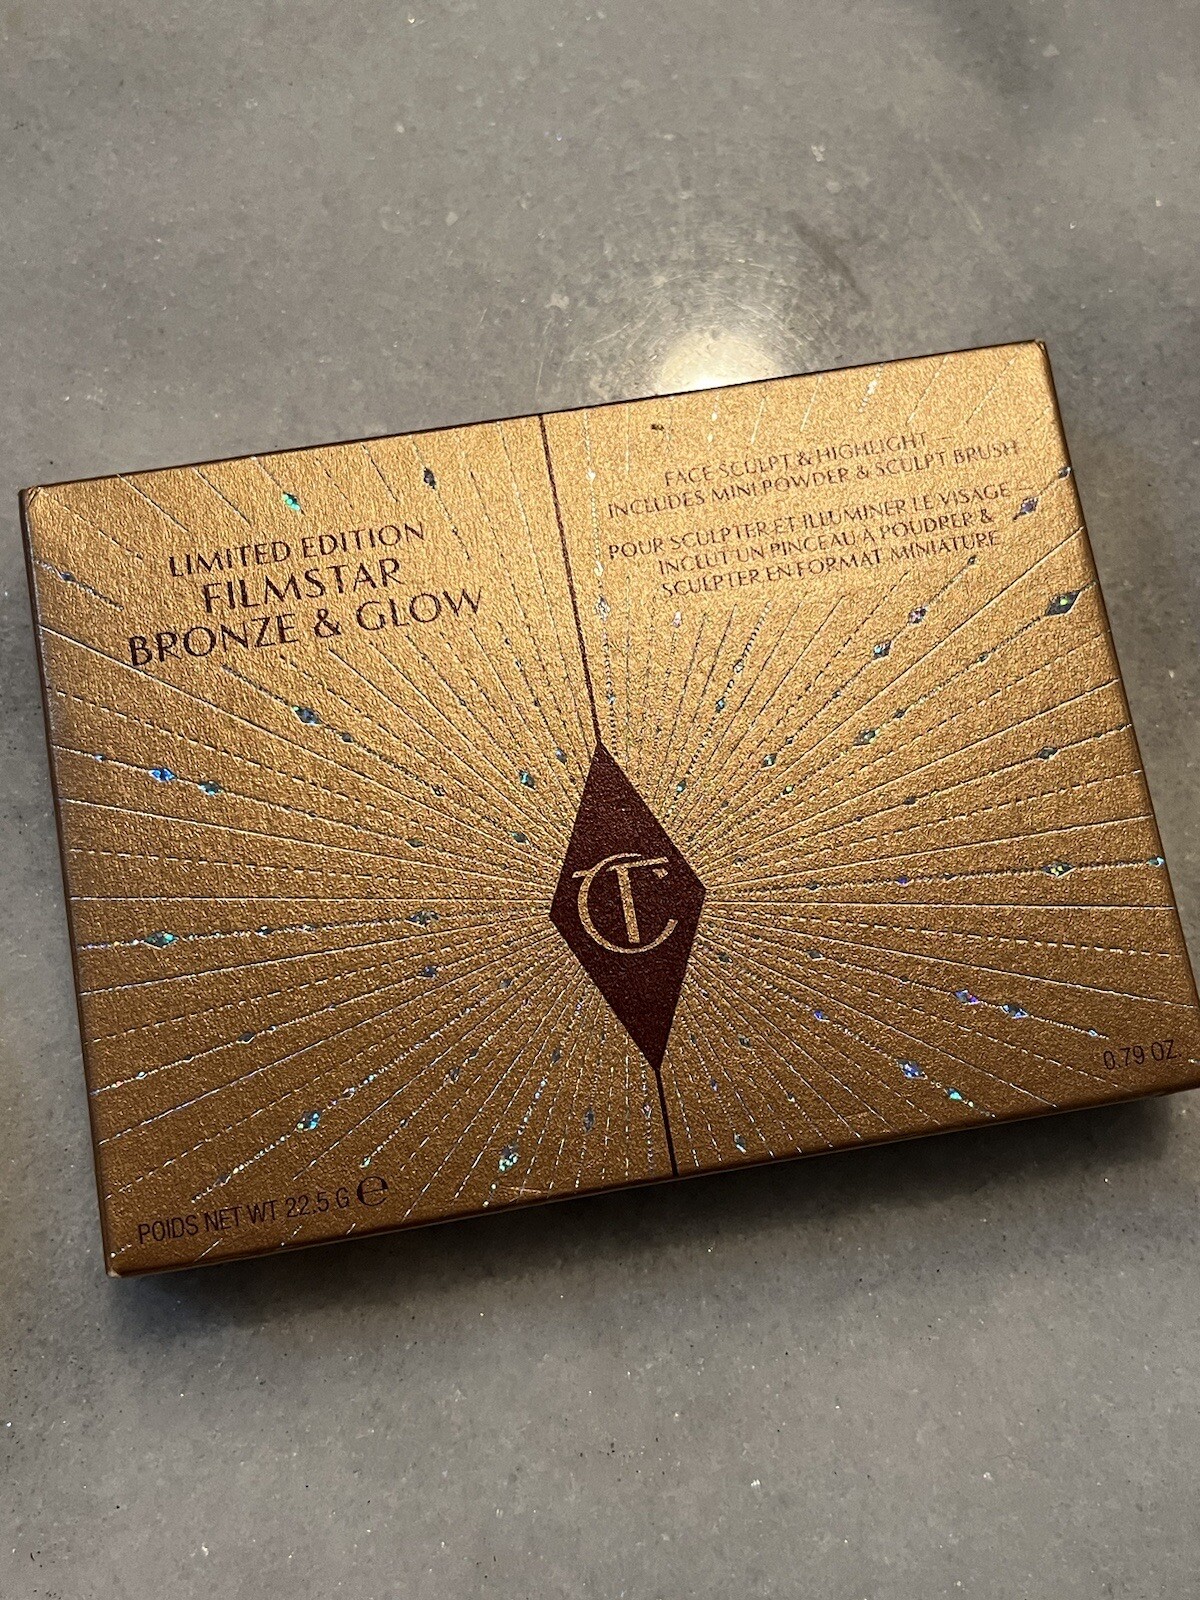 LIMITED EDITION
FILMSTAR
BRONZE & GLOW
FACE SCULPT & HIGHLIGHT —
INCLUDES MINI POWDER & SCULPT BRUSH
POUR SCULPTER ET ILLUMINER LE VISAGE –
INCLUT UN PINCEAU À POUDRER &
SCULPTER EN FORMAT MINIATURE
CT
POIDS NET WT 22.5 G ℮
0.79 OZ.